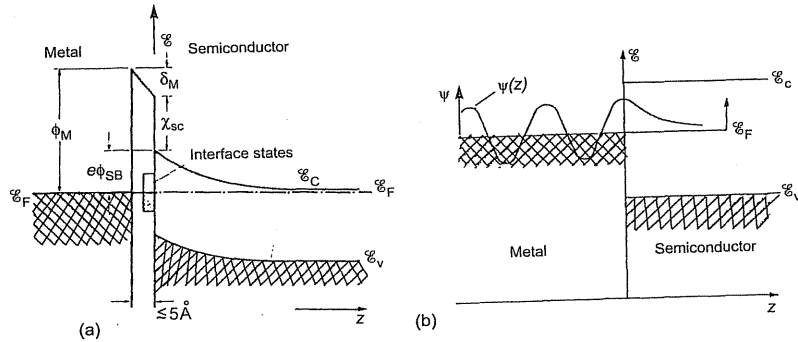 Metal
ℰ
Semiconductor
δM
ϕM
χsc
eϕSB
Interface states
ℰC
ℰF
ℰF
ℰv
≲5Å
z
(a)
ℰ
ℰc
ψ
ψ(z)
ℰF
ℰv
Metal
Semiconductor
z
(b)